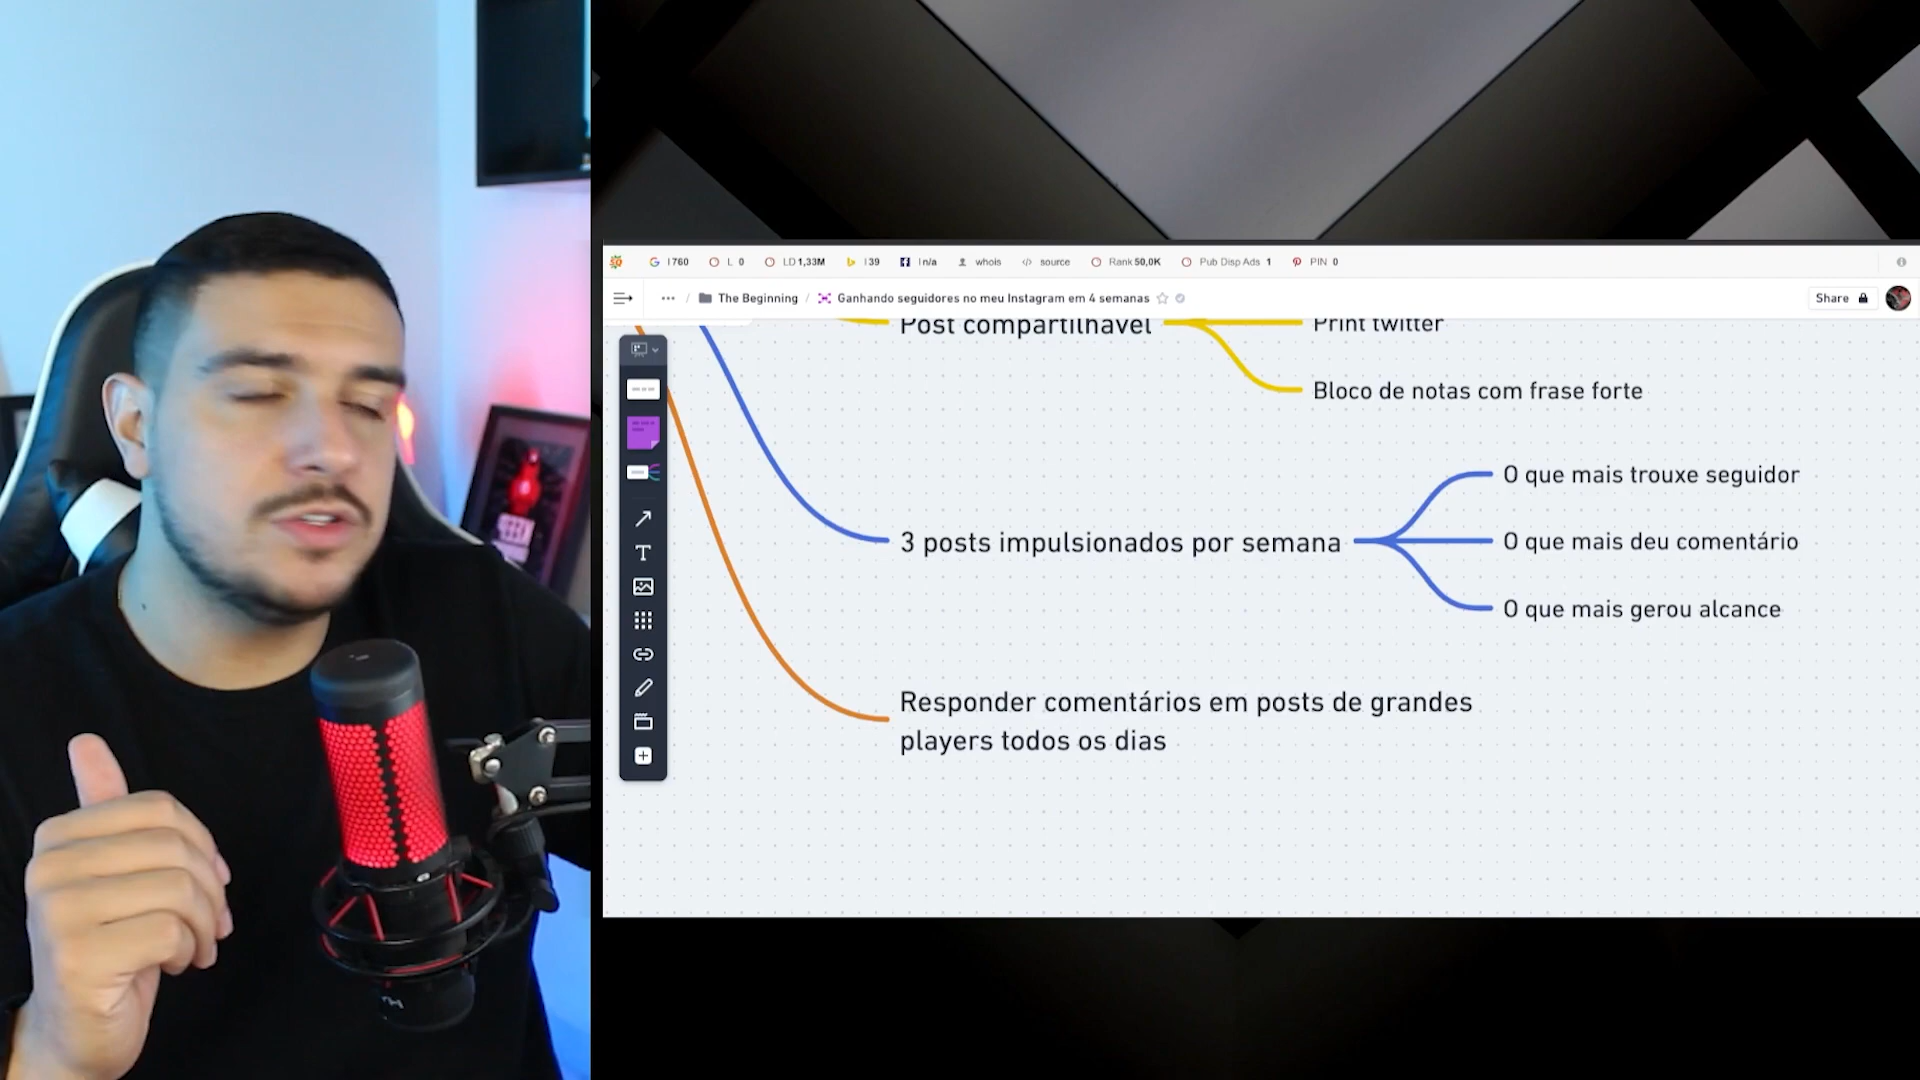 I 760 L 0 LD 1,33M I 39 I n/a whois source Rank 50,0K Pub Disp Ads 1 PIN 0
... / The Beginning / Ganhando seguidores no meu Instagram em 4 semanas Share
Post compartilhável
Print twitter
Bloco de notas com frase forte
3 posts impulsionados por semana
O que mais trouxe seguidor
O que mais deu comentário
O que mais gerou alcance
Responder comentários em posts de grandes
players todos os dias